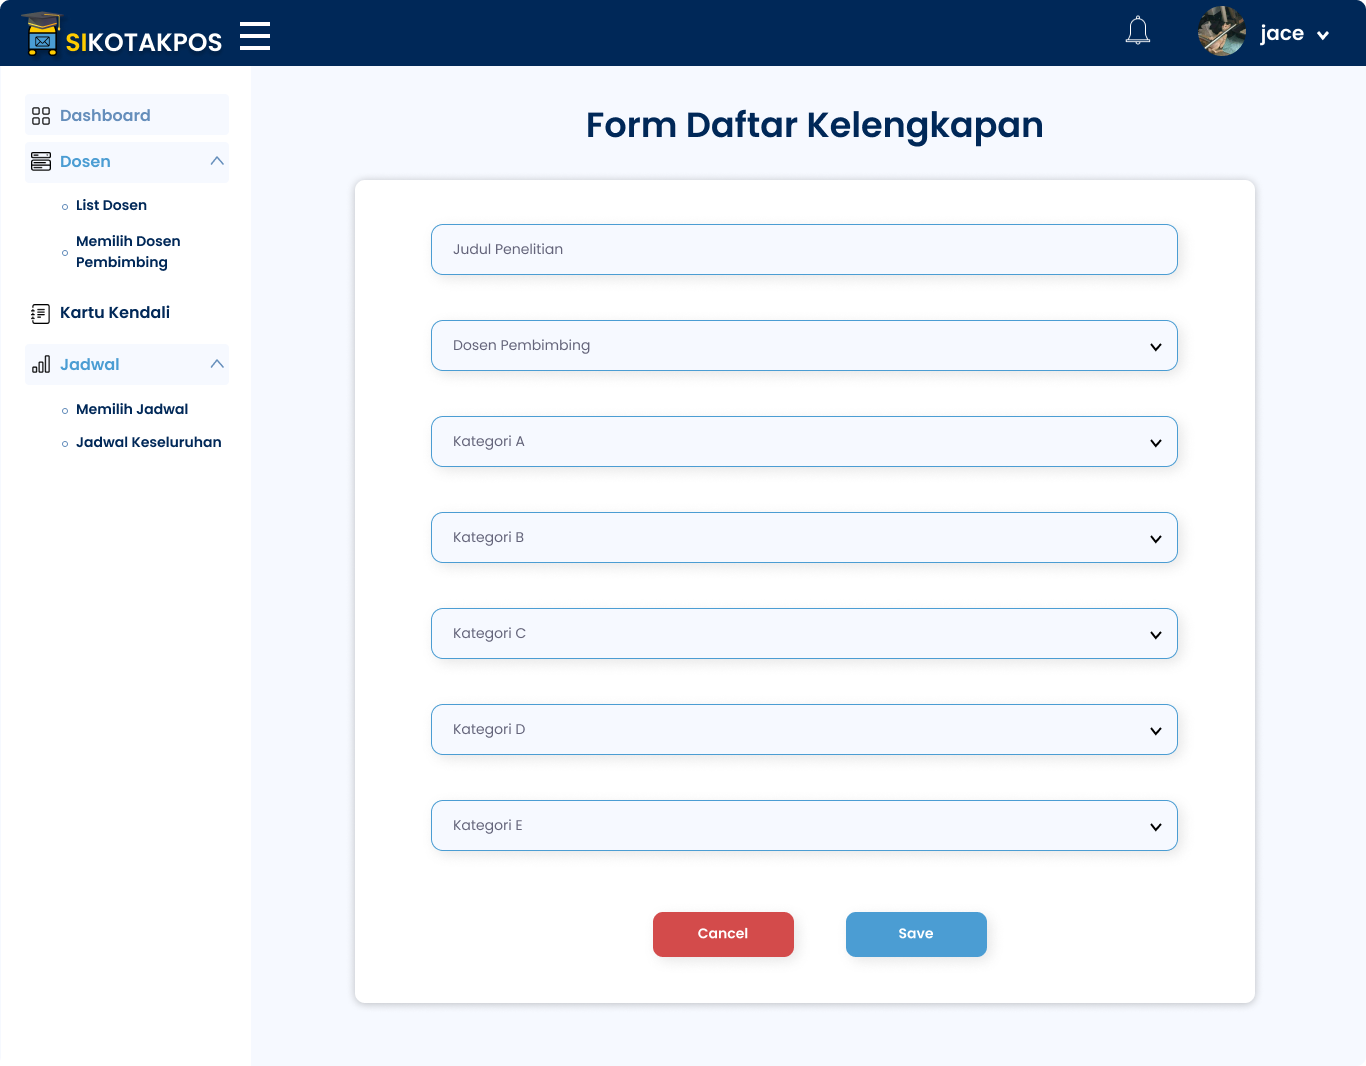 SIKOTAKPOS
jace
Dashboard
Dosen
List Dosen
Memilih Dosen
Pembimbing
Kartu Kendali
Jadwal
Memilih Jadwal
Jadwal Keseluruhan
Form Daftar Kelengkapan
Judul Penelitian
Dosen Pembimbing
Kategori A
Kategori B
Kategori C
Kategori D
Kategori E
Cancel
Save